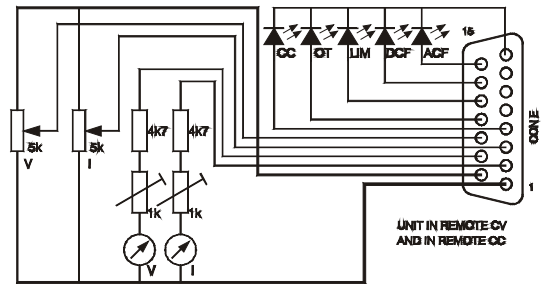 15
CC OT LIM DCF ACF
4k7 4k7
5k 5k
V I
CON E
1k 1k
1
UNIT IN REMOTE CV
AND IN REMOTE CC
V I